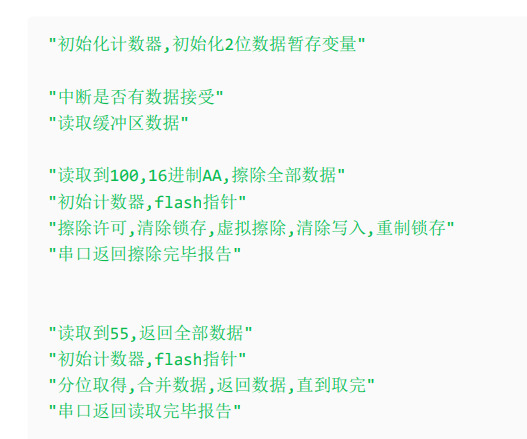 "初始化计数器,初始化2位数据暂存变量"
"中断是否有数据接受"
"读取缓冲区数据"
"读取到100,16进制AA,擦除全部数据"
"初始计数器,flash指针"
"擦除许可,清除锁存,虚拟擦除,清除写入,重制锁存"
"串口返回擦除完毕报告"
"读取到55,返回全部数据"
"初始计数器,flash指针"
"分位取得,合并数据,返回数据,直到取完"
"串口返回读取完毕报告"